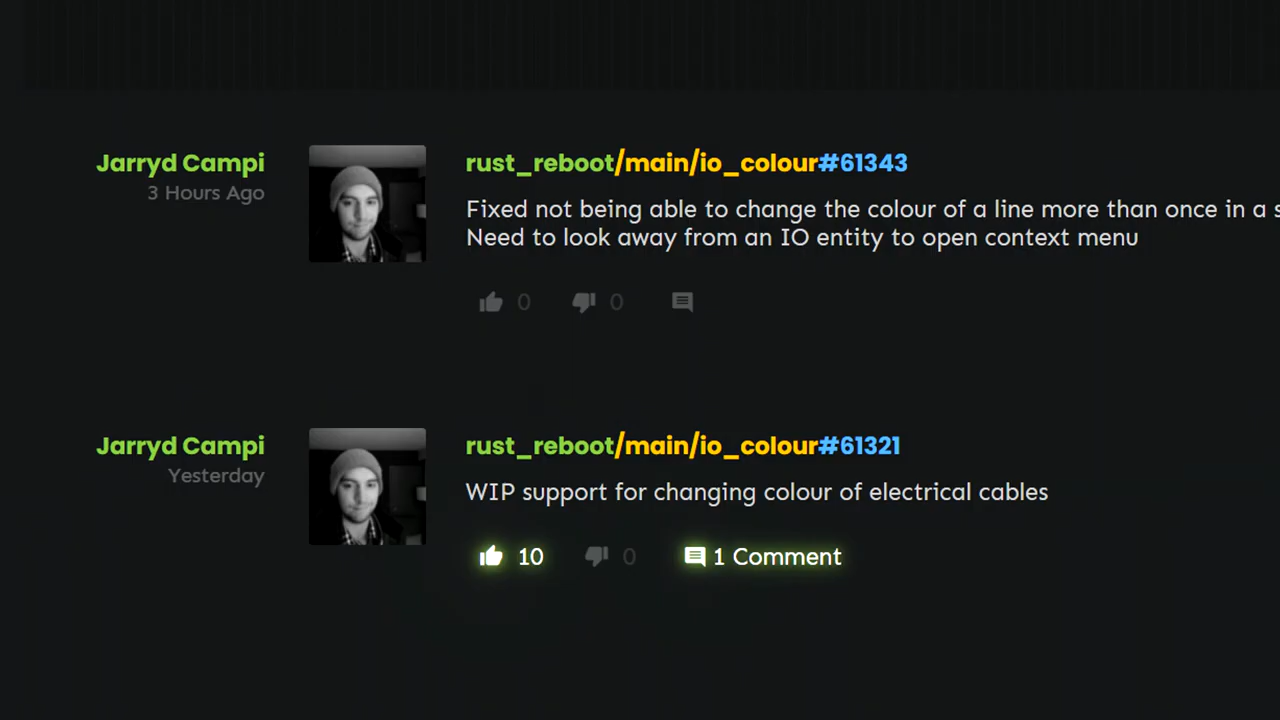 Jarryd Campi
3 Hours Ago
rust_reboot/main/io_colour#61343
Fixed not being able to change the colour of a line more than once in a
Need to look away from an IO entity to open context menu
0 0
Jarryd Campi
Yesterday
rust_reboot/main/io_colour#61321
WIP support for changing colour of electrical cables
10 0 1 Comment